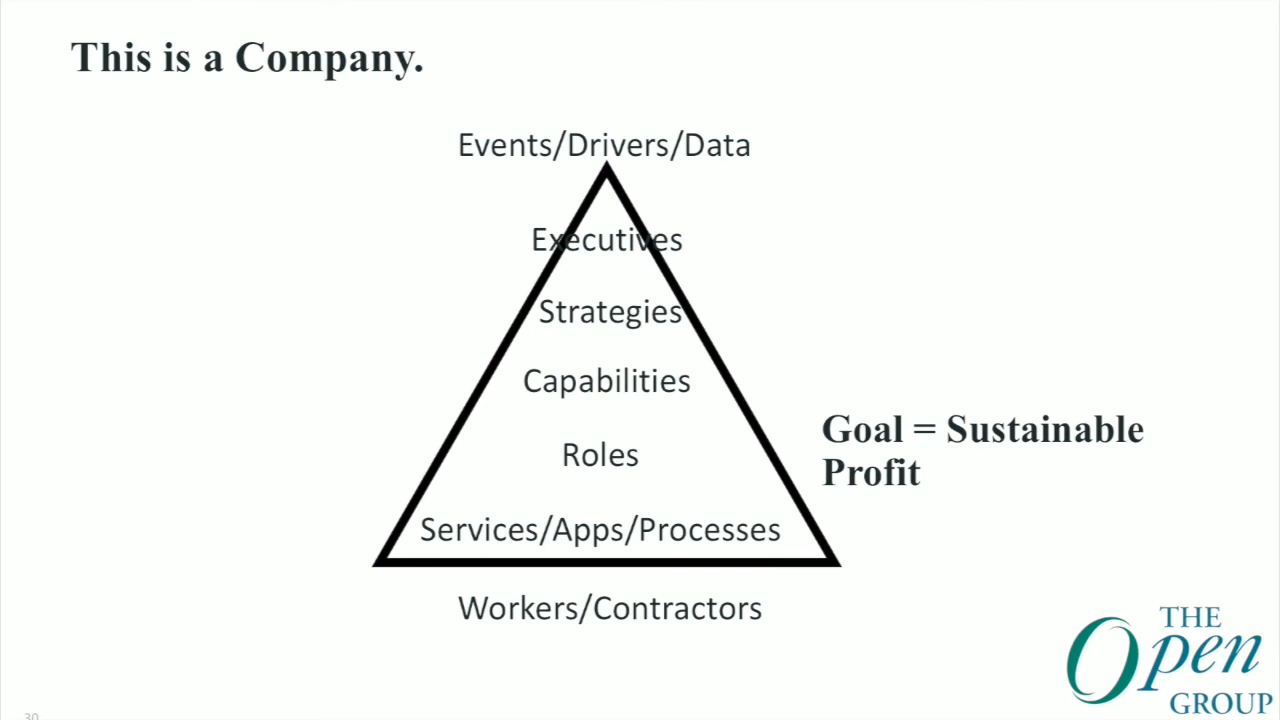 This is a Company.
Events/Drivers/Data
Executives
Strategies
Capabilities
Roles
Services/Apps/Processes
Workers/Contractors
Goal = Sustainable
Profit
THE
Open
GROUP
30